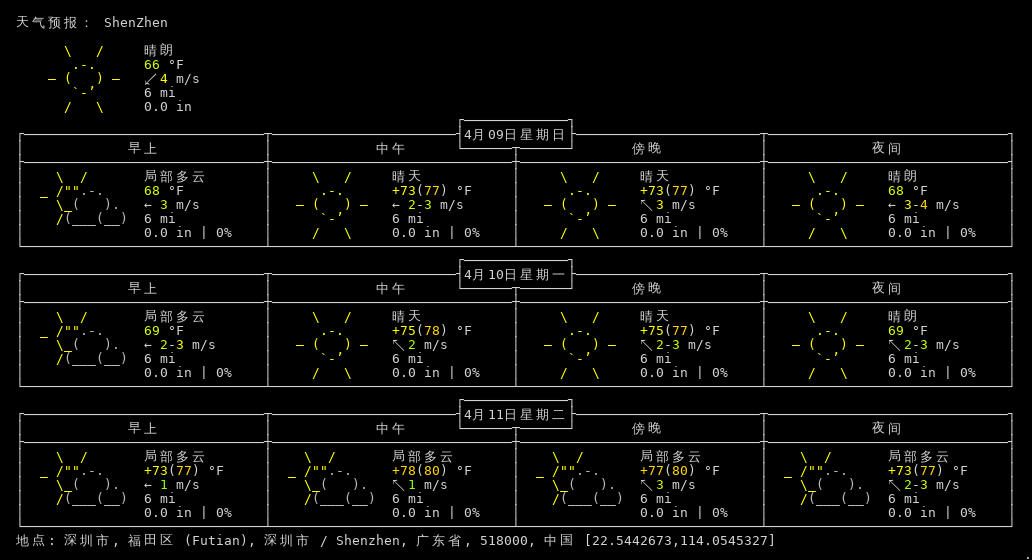 天气预报: ShenZhen
晴朗
66 °F
↙ 4 m/s
6 mi
0.0 in
4月09日星期日
早上 中午 傍晚 夜间
局部多云 晴天 晴天 晴朗
68 °F +73(77) °F +73(77) °F 68 °F
← 3 m/s ← 2-3 m/s ↖ 3 m/s ← 3-4 m/s
6 mi 6 mi 6 mi 6 mi
0.0 in | 0% 0.0 in | 0% 0.0 in | 0% 0.0 in | 0%
4月10日星期一
早上 中午 傍晚 夜间
局部多云 晴天 晴天 晴朗
69 °F +75(78) °F +75(77) °F 69 °F
← 2-3 m/s ↖ 2 m/s ↖ 2-3 m/s ↖ 2-3 m/s
6 mi 6 mi 6 mi 6 mi
0.0 in | 0% 0.0 in | 0% 0.0 in | 0% 0.0 in | 0%
4月11日星期二
早上 中午 傍晚 夜间
局部多云 局部多云 局部多云 局部多云
+73(77) °F +78(80) °F +77(80) °F +73(77) °F
← 1 m/s ↖ 1 m/s ↖ 3 m/s ↖ 2-3 m/s
6 mi 6 mi 6 mi 6 mi
0.0 in | 0% 0.0 in | 0% 0.0 in | 0% 0.0 in | 0%
地点: 深圳市, 福田区 (Futian), 深圳市 / Shenzhen, 广东省, 518000, 中国 [22.5442673,114.0545327]